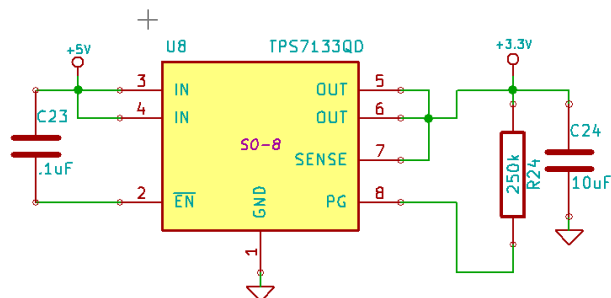 U8 TPS7133QD
+5V +3.3V
3 IN OUT 5
4 IN OUT 6
C23 C24
SO-8
.1uF SENSE 7
250k R24
10uF
2 EN GND PG 8
1